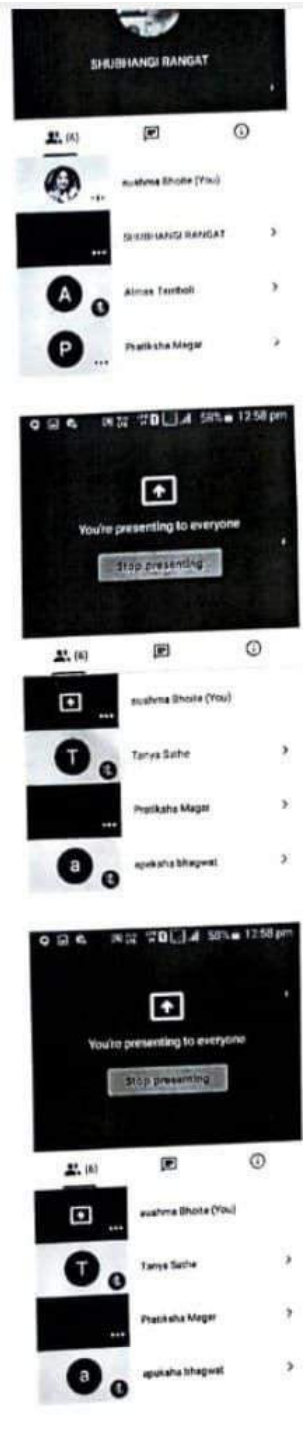 SHUBHANGI RANGAT
(6)
sushma Bhoite (You)
SHUBHANGI RANGAT
A Almas Tamboli
P Pratiksha Magar
58% 12:58 pm
You're presenting to everyone
Stop presenting
(6)
sushma Bhoite (You)
T Tanya Sathe
Pratiksha Magar
a apeksha bhagwat
58% 12:58 pm
You're presenting to everyone
Stop presenting
(6)
sushma Bhoite (You)
T Tanya Sathe
Pratiksha Magar
a apeksha bhagwat